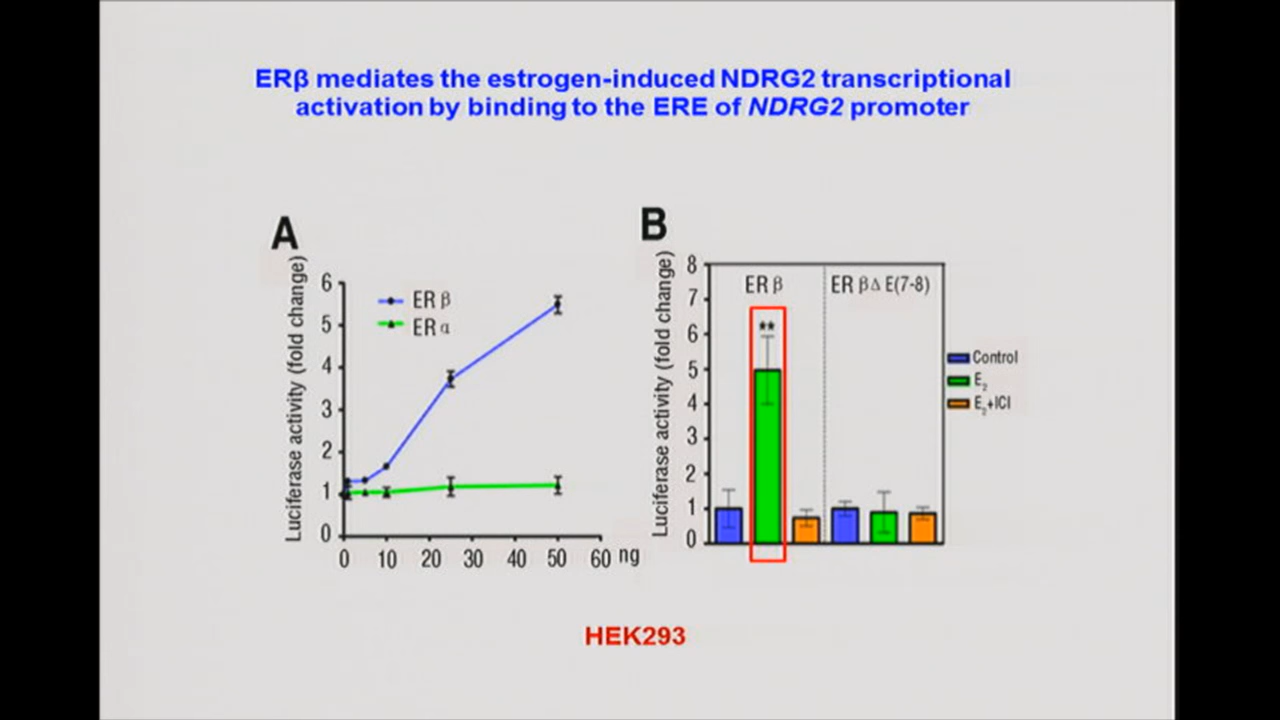 ERβ mediates the estrogen-induced NDRG2 transcriptional
activation by binding to the ERE of NDRG2 promoter
A
Luciferase activity (fold change)
6
5
4
3
2
1
0
ER β
ER α
0 10 20 30 40 50 60 ng
B
Luciferase activity (fold change)
8
7
6
5
4
3
2
1
0
ER β
ER βΔ E(7-8)
**
Control
E2
E2+ICI
HEK293